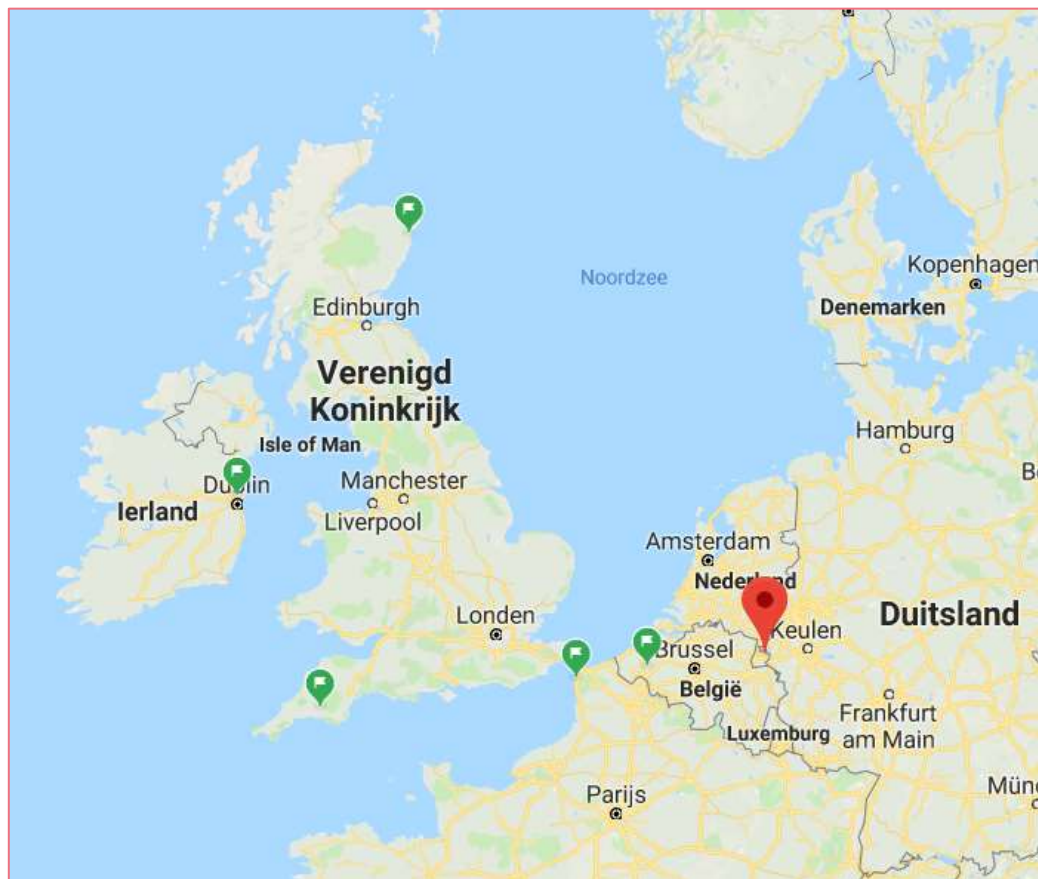 Noordzee
Kopenhagen
Denemarken
Edinburgh
Verenigd
Koninkrijk
Hamburg
Isle of Man
Dublin
Manchester
Ierland
Liverpool
Amsterdam
Nederland
Duitsland
Londen
Keulen
Brussel
België
Frankfurt
am Main
Luxemburg
Parijs